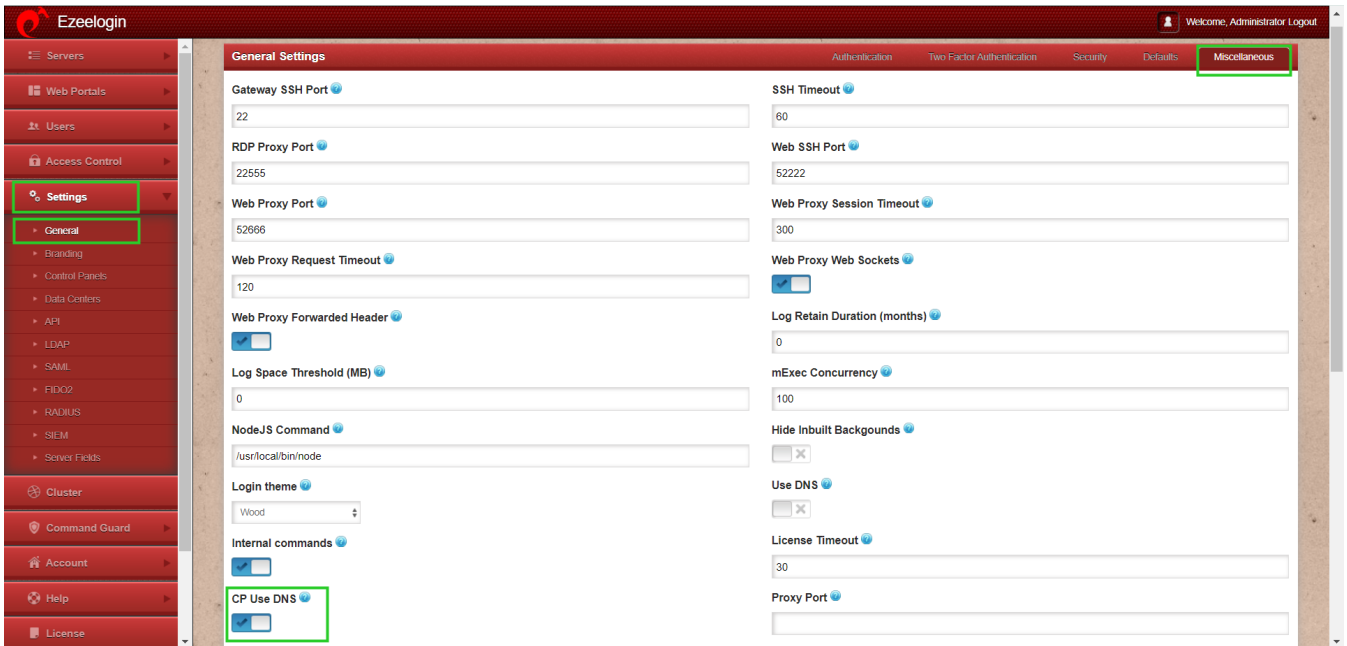 Ezeelogin
Welcome, Administrator Logout
Servers
Web Portals
Users
Access Control
Settings
General
Branding
Control Panels
Data Centers
API
LDAP
SAML
FIDO2
RADIUS
SIEM
Server Fields
Cluster
Command Guard
Account
Help
License
General Settings
Authentication
Two Factor Authentication
Security
Defaults
Miscellaneous
Gateway SSH Port
22
SSH Timeout
60
RDP Proxy Port
22555
Web SSH Port
52222
Web Proxy Port
52666
Web Proxy Session Timeout
300
Web Proxy Request Timeout
120
Web Proxy Web Sockets
Web Proxy Forwarded Header
Log Retain Duration (months)
0
Log Space Threshold (MB)
0
mExec Concurrency
100
NodeJS Command
/usr/local/bin/node
Hide Inbuilt Backgounds
Login theme
Wood
Use DNS
Internal commands
License Timeout
30
CP Use DNS
Proxy Port